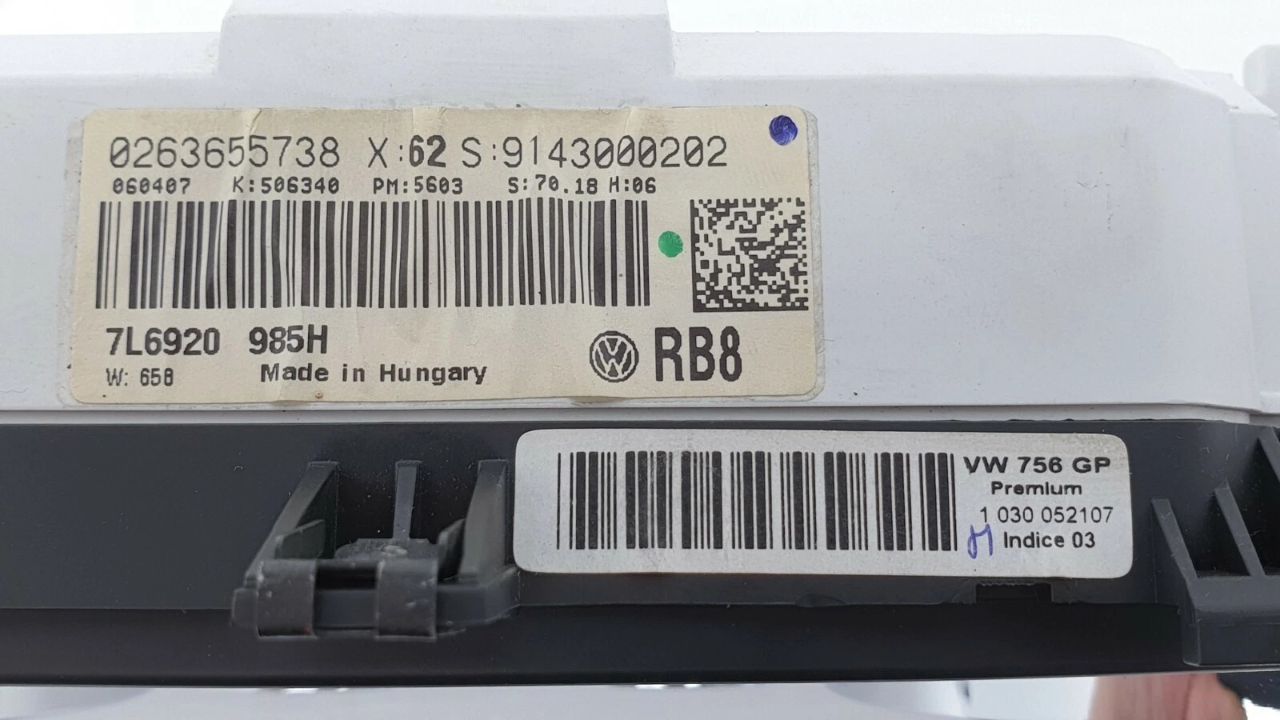 0263655738 X:62 S:9143000202
060407 K:506340 PM:5603 S:70.18 H:06
7L6920 985H RB8
W: 658 Made in Hungary
VW 756 GP
Premium
1 030 052107
Indice 03